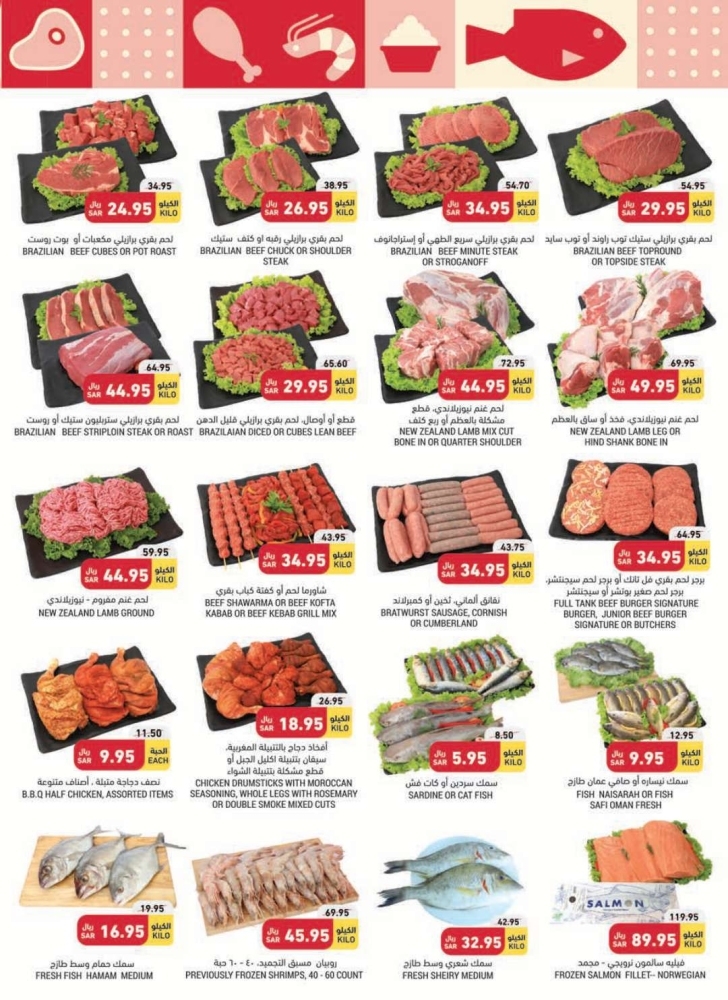 34.95
ريال SAR 24.95 الكيلو KILO
لحم بقري برازيلي مكعبات أو بوت روست
BRAZILIAN BEEF CUBES OR POT ROAST
38.95
ريال SAR 26.95 الكيلو KILO
لحم بقري برازيلي رقبه او كتف ستيك
BRAZILIAN BEEF CHUCK OR SHOULDER
STEAK
54.70
ريال SAR 34.95 الكيلو KILO
لحم بقري برازيلي سريع الطهي أو إستراجانوف
BRAZILIAN BEEF MINUTE STEAK
OR STROGANOFF
54.95
ريال SAR 29.95 الكيلو KILO
لحم بقري برازيلي ستيك توب راوند أو توب سايد
BRAZILIAN BEEF TOPROUND
OR TOPSIDE STEAK
64.95
ريال SAR 44.95 الكيلو KILO
لحم بقري برازيلي ستربليون ستيك أو روست
BRAZILIAN BEEF STRIPLOIN STEAK OR ROAST
65.60
ريال SAR 29.95 الكيلو KILO
قطع أو أوصال، لحم بقري برازيلي قليل الدهن
BRAZILAIAN DICED OR CUBES LEAN BEEF
72.95
ريال SAR 44.95 الكيلو KILO
لحم غنم نيوزيلاندي، قطع
مشكلة بالعظم أو ربع كتف
NEW ZEALAND LAMB MIX CUT
BONE IN OR QUARTER SHOULDER
69.95
ريال SAR 49.95 الكيلو KILO
لحم غنم نيوزيلاندي، فخذ أو ساق بالعظم
NEW ZEALAND LAMB LEG OR
HIND SHANK BONE IN
59.95
ريال SAR 44.95 الكيلو KILO
لحم غنم مفروم - نيوزيلاندي
NEW ZEALAND LAMB GROUND
43.95
ريال SAR 34.95 الكيلو KILO
شاورما لحم أو كفتة كباب بقري
BEEF SHAWARMA OR BEEF KOFTA
KABAB OR BEEF KEBAB GRILL MIX
43.75
ريال SAR 34.95 الكيلو KILO
نقانق ألماني، ثخين أو كمبرلاند
BRATWURST SAUSAGE, CORNISH
OR CUMBERLAND
64.95
ريال SAR 34.95 الكيلو KILO
برجر لحم بقري فل تانك أو برجر لحم سيجنتشر،
برجر لحم صغير بوتشر أو سيجنتشر
FULL TANK BEEF BURGER SIGNATURE
BURGER, JUNIOR BEEF BURGER
SIGNATURE OR BUTCHERS
11.50
ريال SAR 9.95 الحبة EACH
نصف دجاجة متبلة ، أصناف متنوعة
B.B.Q HALF CHICKEN, ASSORTED ITEMS
26.95
ريال SAR 18.95 الكيلو KILO
أفخاذ دجاج بالتتبيلة المغربية،
سيقان بتتبيلة اكليل الجبل أو
قطع مشكلة بتتبيلة الشواء
CHICKEN DRUMSTICKS WITH MOROCCAN
SEASONING, WHOLE LEGS WITH ROSEMARY
OR DOUBLE SMOKE MIXED CUTS
8.50
ريال SAR 5.95 الكيلو KILO
سمك سردين أو كات فش
SARDINE OR CAT FISH
12.95
ريال SAR 9.95 الكيلو KILO
سمك نيساره أو صافي عمان طازج
FISH NAISARAH OR FISH
SAFI OMAN FRESH
19.95
ريال SAR 16.95 الكيلو KILO
سمك حمام وسط طازج
FRESH FISH HAMAM MEDIUM
69.95
ريال SAR 45.95 الكيلو KILO
روبيان مسبق التجميد، ٤٠ - ٦٠ حبة
PREVIOUSLY FROZEN SHRIMPS, 40 - 60 COUNT
42.95
ريال SAR 32.95 الكيلو KILO
سمك شعري وسط طازج
FRESH SHEIRY MEDIUM
SALMON
119.95
ريال SAR 89.95 الكيلو KILO
فيليه سالمون نرويجي - مجمد
FROZEN SALMON FILLET-- NORWEGIAN